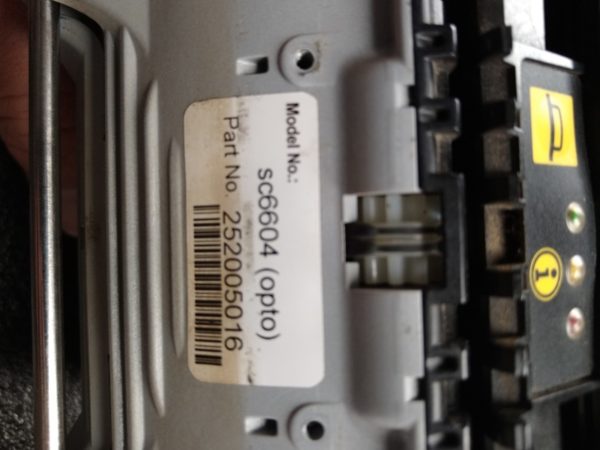 Model No.:
sc6604 (opto)
Part No. 252005016
i